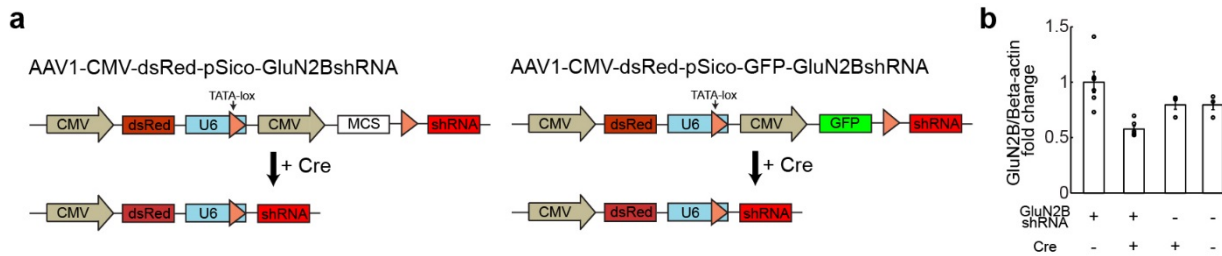 a
b
AAV1-CMV-dsRed-pSico-GluN2BshRNA
AAV1-CMV-dsRed-pSico-GFP-GluN2BshRNA
TATA-lox
TATA-lox
CMV dsRed U6 CMV MCS shRNA
CMV dsRed U6 CMV GFP shRNA
+ Cre
+ Cre
CMV dsRed U6 shRNA
CMV dsRed U6 shRNA
GluN2B/Beta-actin
fold change
1.5
1
0.5
0
GluN2B
shRNA + + - -
Cre - + + -